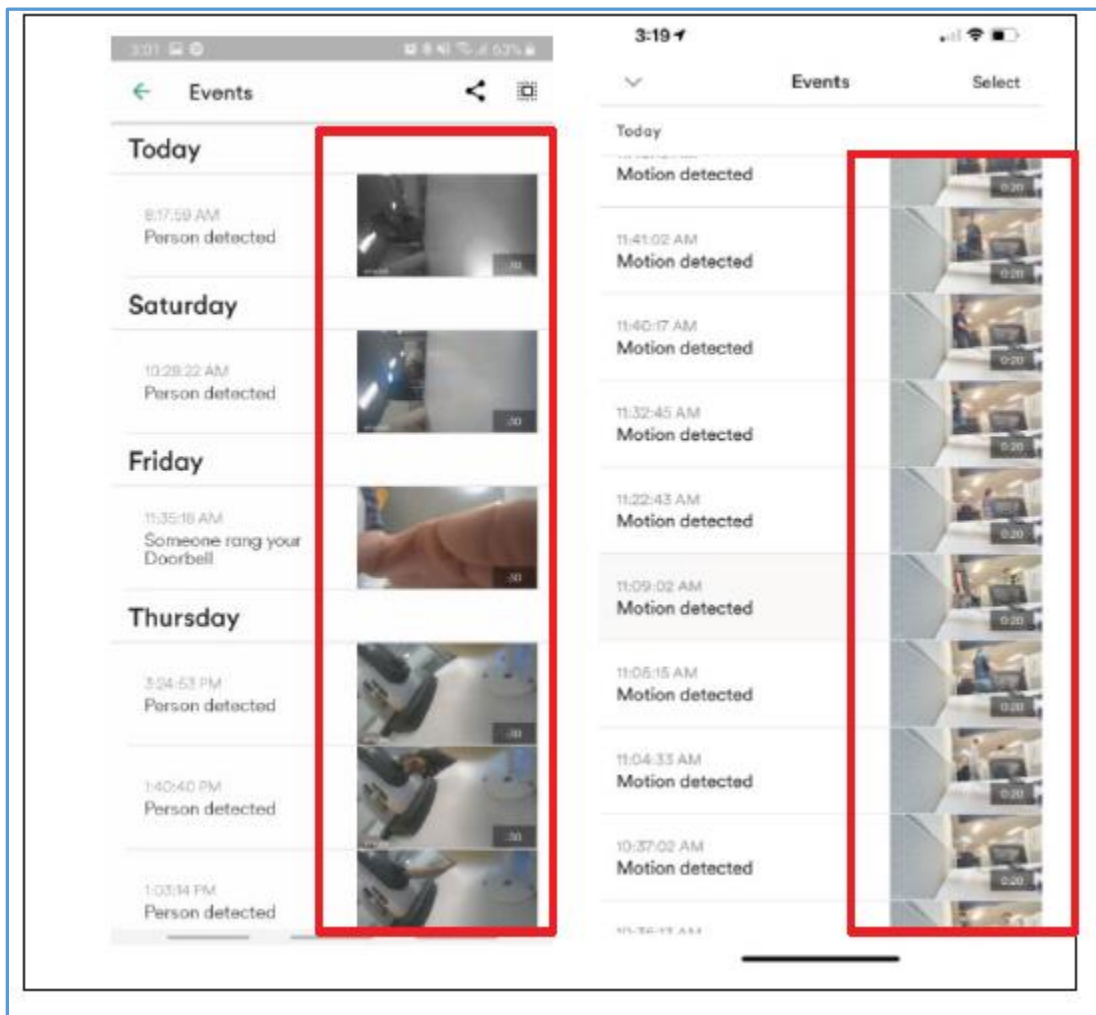 3:01
63%
Events
Today
8:17:59 AM
Person detected
Saturday
10:28:22 AM
Person detected
Friday
11:35:18 AM
Someone rang your
Doorbell
Thursday
3:24:53 PM
Person detected
1:40:40 PM
Person detected
1:03:14 PM
Person detected
3:19
Events
Select
Today
Motion detected
0:20
11:41:02 AM
Motion detected
0:20
11:40:17 AM
Motion detected
0:20
11:32:45 AM
Motion detected
0:20
11:22:43 AM
Motion detected
0:20
11:09:02 AM
Motion detected
0:20
11:05:15 AM
Motion detected
0:20
11:04:33 AM
Motion detected
0:20
10:37:02 AM
Motion detected
0:20